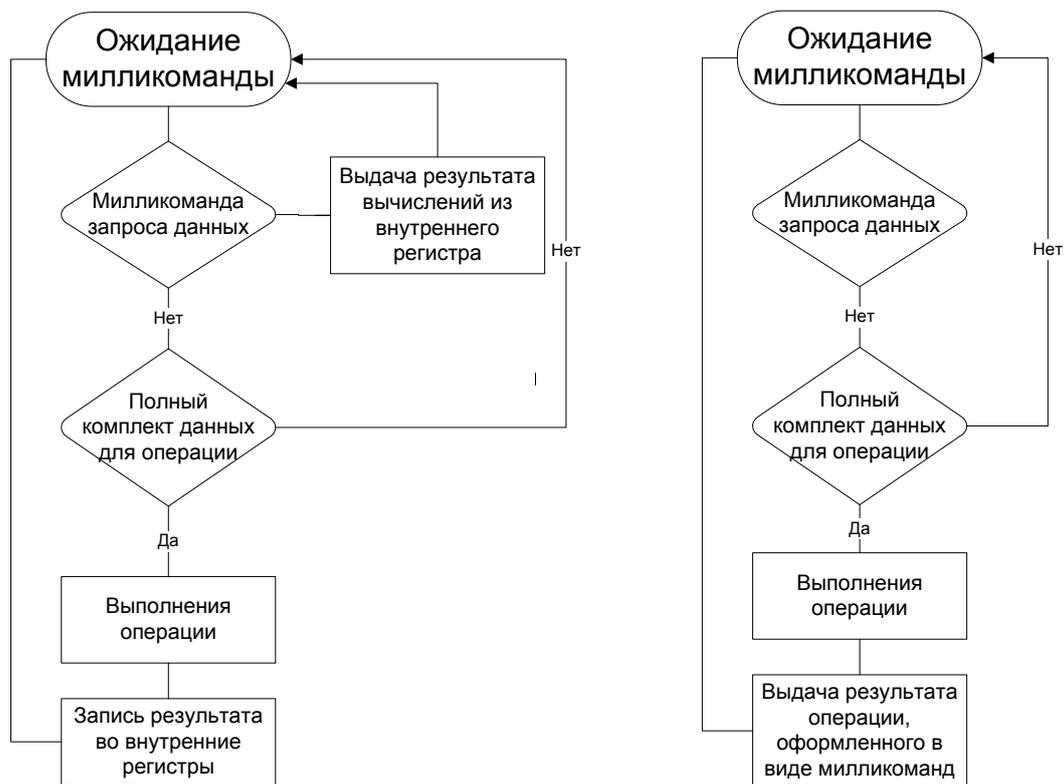 Ожидание
милликоманды
Милликоманда
запроса данных
Выдача результата
вычислений из
внутреннего
регистра
Нет
Нет
Полный
комплект данных
для операции
Да
Выполнения
операции
Запись результата
во внутренние
регистры
Ожидание
милликоманды
Милликоманда
запроса данных
Нет
Нет
Полный
комплект данных
для операции
Да
Выполнения
операции
Выдача результата
операции,
оформленного в
виде милликоманд